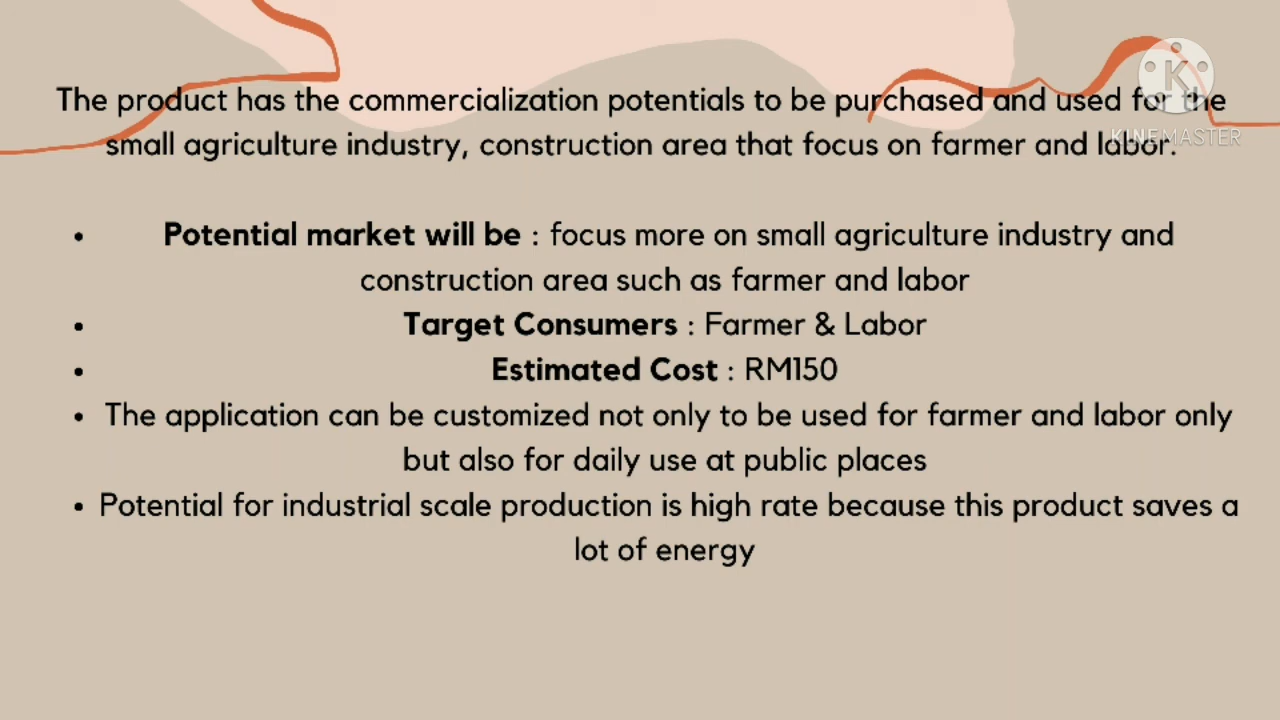 The product has the commercialization potentials to be purchased and used for the
small agriculture industry, construction area that focus on farmer and labor.
• Potential market will be : focus more on small agriculture industry and
construction area such as farmer and labor
• Target Consumers : Farmer & Labor
• Estimated Cost : RM150
• The application can be customized not only to be used for farmer and labor only
but also for daily use at public places
• Potential for industrial scale production is high rate because this product saves a
lot of energy
K
KINEMASTER